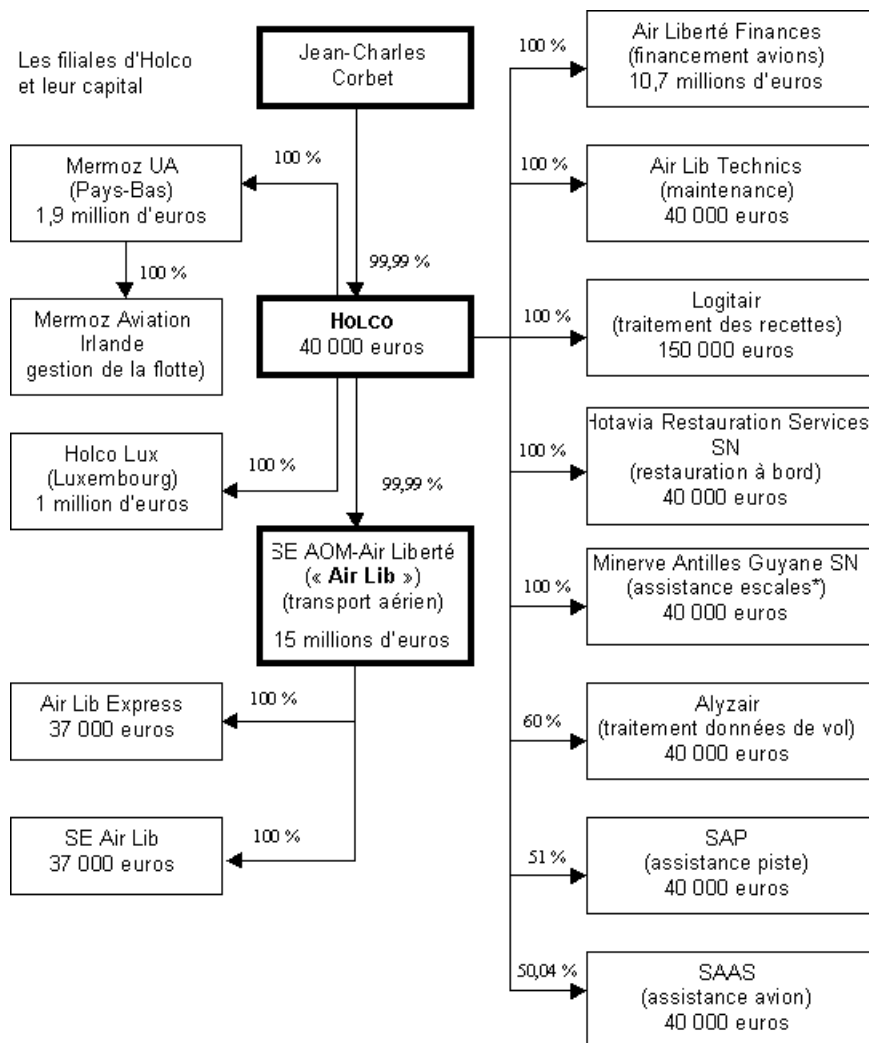 Les filiales d'Holco
et leur capital
Jean-Charles
Corbet
100 %
Mermoz UA
(Pays-Bas)
1,9 million d'euros
100 %
Mermoz Aviation
Irlande
gestion de la flotte)
99,99 %
HOLCO
40 000 euros
Holco Lux
(Luxembourg)
1 million d'euros
100 %
99,99 %
SE AOM-Air Liberté
(« Air Lib »)
(transport aérien)
15 millions d'euros
Air Lib Express
37 000 euros
100 %
SE Air Lib
37 000 euros
100 %
100 %
Air Liberté Finances
(financement avions)
10,7 millions d'euros
100 %
Air Lib Technics
(maintenance)
40 000 euros
100 %
Logitair
(traitement des recettes)
150 000 euros
100 %
Hotavia Restauration Services
SN
(restauration à bord)
40 000 euros
100 %
Minerve Antilles Guyane SN
(assistance escales*)
40 000 euros
60 %
Alyzair
(traitement données de vol)
40 000 euros
51 %
SAP
(assistance piste)
40 000 euros
50,04 %
SAAS
(assistance avion)
40 000 euros